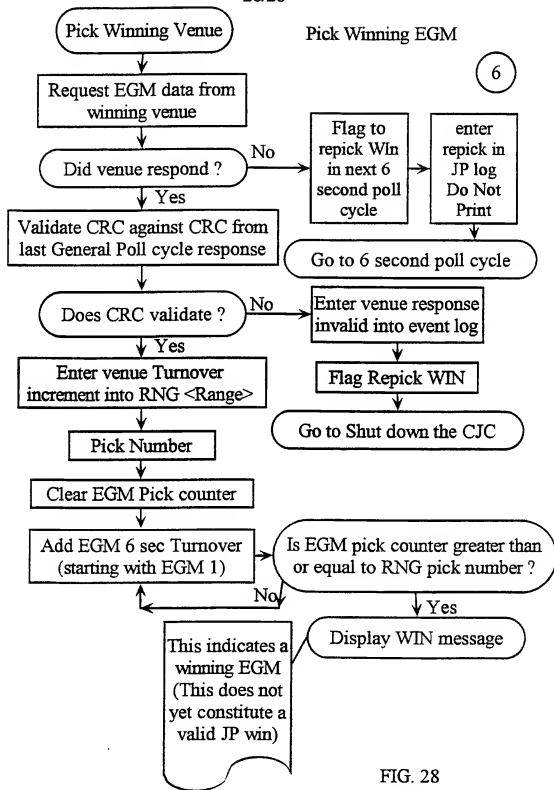 Pick Winning Venue
Pick Winning EGM
6
Request EGM data from
winning venue
Did venue respond ?
No
Flag to
repick WIn
in next 6
second poll
cycle
enter
repick in
JP log
Do Not
Print
Go to 6 second poll cycle
Yes
Validate CRC against CRC from
last General Poll cycle response
Does CRC validate ?
No
Enter venue response
invalid into event log
Flag Repick WIN
Go to Shut down the CJC
Yes
Enter venue Turnover
increment into RNG <Range>
Pick Number
Clear EGM Pick counter
Add EGM 6 sec Turnover
(starting with EGM 1)
Is EGM pick counter greater than
or equal to RNG pick number ?
No
Yes
Display WIN message
This indicates a
winning EGM
(This does not
yet constitute a
valid JP win)
FIG. 28